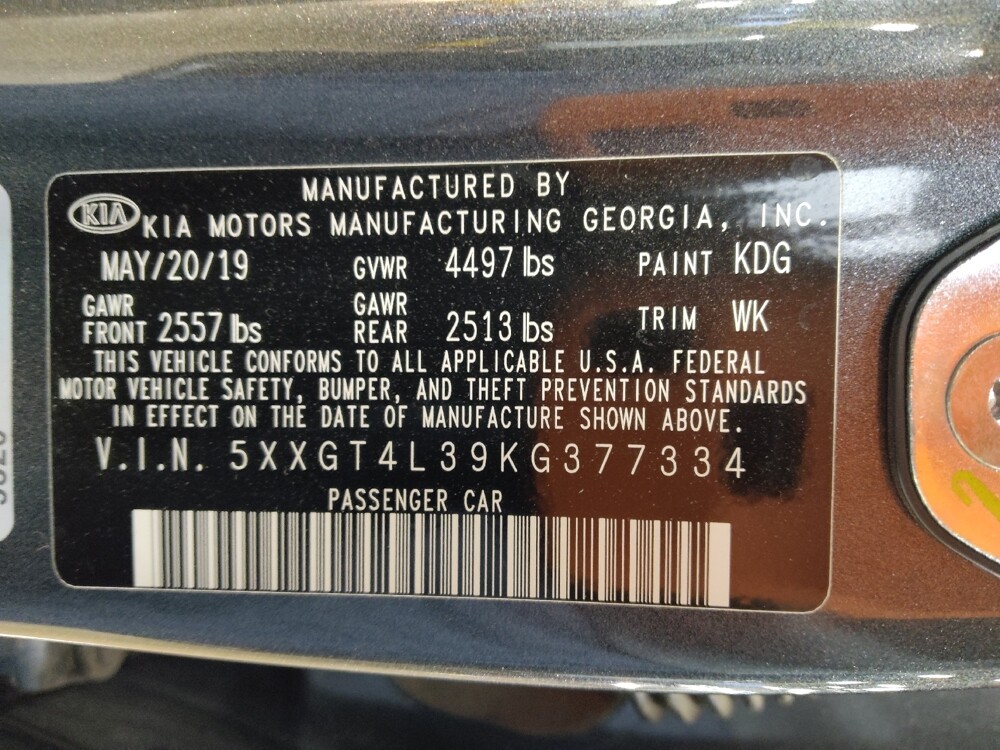 MANUFACTURED BY
KIA KIA MOTORS MANUFACTURING GEORGIA, INC.
MAY/20/19 GVWR 4497 lbs PAINT KDG
GAWR FRONT 2557 lbs GAWR REAR 2513 lbs TRIM WK
THIS VEHICLE CONFORMS TO ALL APPLICABLE U.S.A. FEDERAL
MOTOR VEHICLE SAFETY, BUMPER, AND THEFT PREVENTION STANDARDS
IN EFFECT ON THE DATE OF MANUFACTURE SHOWN ABOVE.
V.I.N. 5XXGT4L39KG377334
PASSENGER CAR